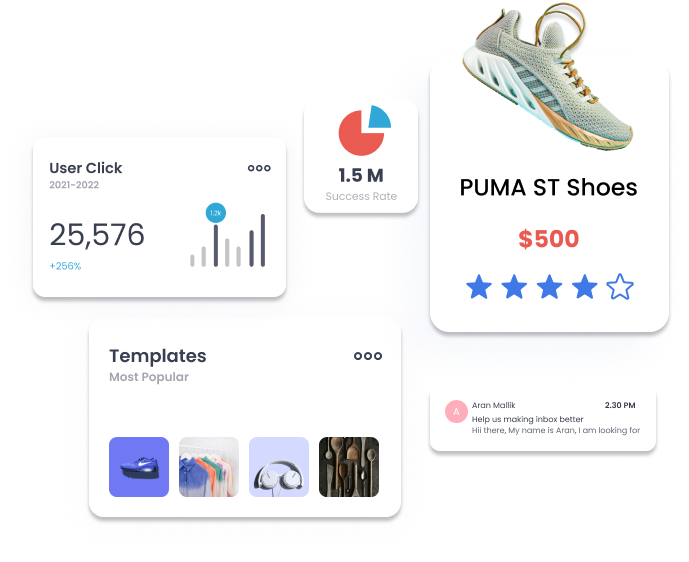 User Click
2021-2022
25,576
+256%
1.2k
1.5 M
Success Rate
PUMA ST Shoes
$500
Templates
Most Popular
A
Aran Mallik
2.30 PM
Help us making inbox better
Hii there, My name is Aran, I am looking for